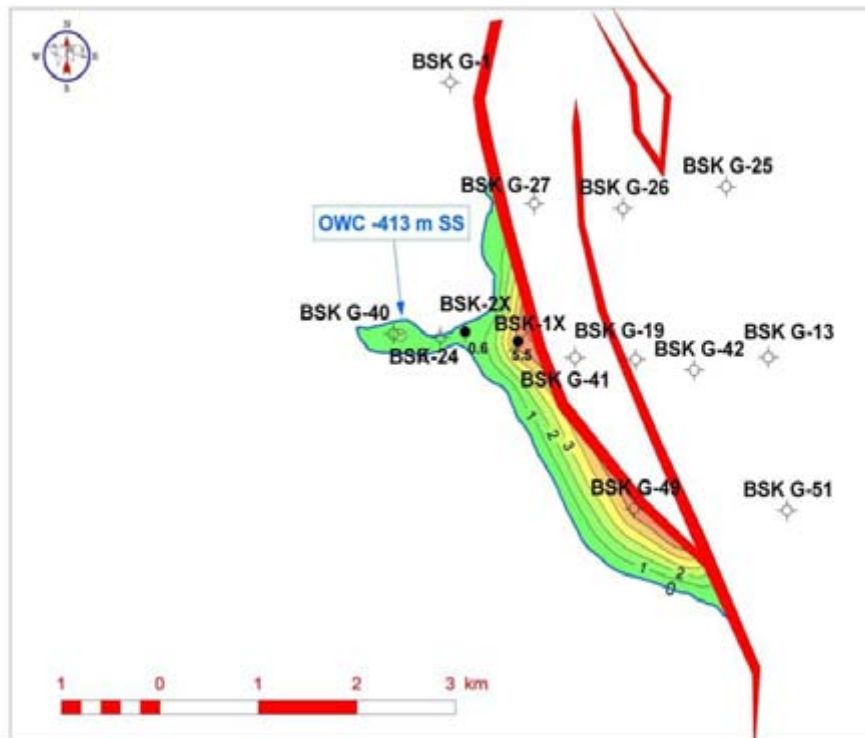 N
W
S
BSK G-1
BSK G-25
BSK G-27
BSK G-26
OWC -413 m SS
BSK-2X
BSK G-40
BSK-1X
BSK G-19
BSK G-13
BSK-24
0.6
5.5
BSK G-42
BSK G-41
1
2
3
BSK G-49
BSK G-51
1
2
0
1 0 1 2 3 km